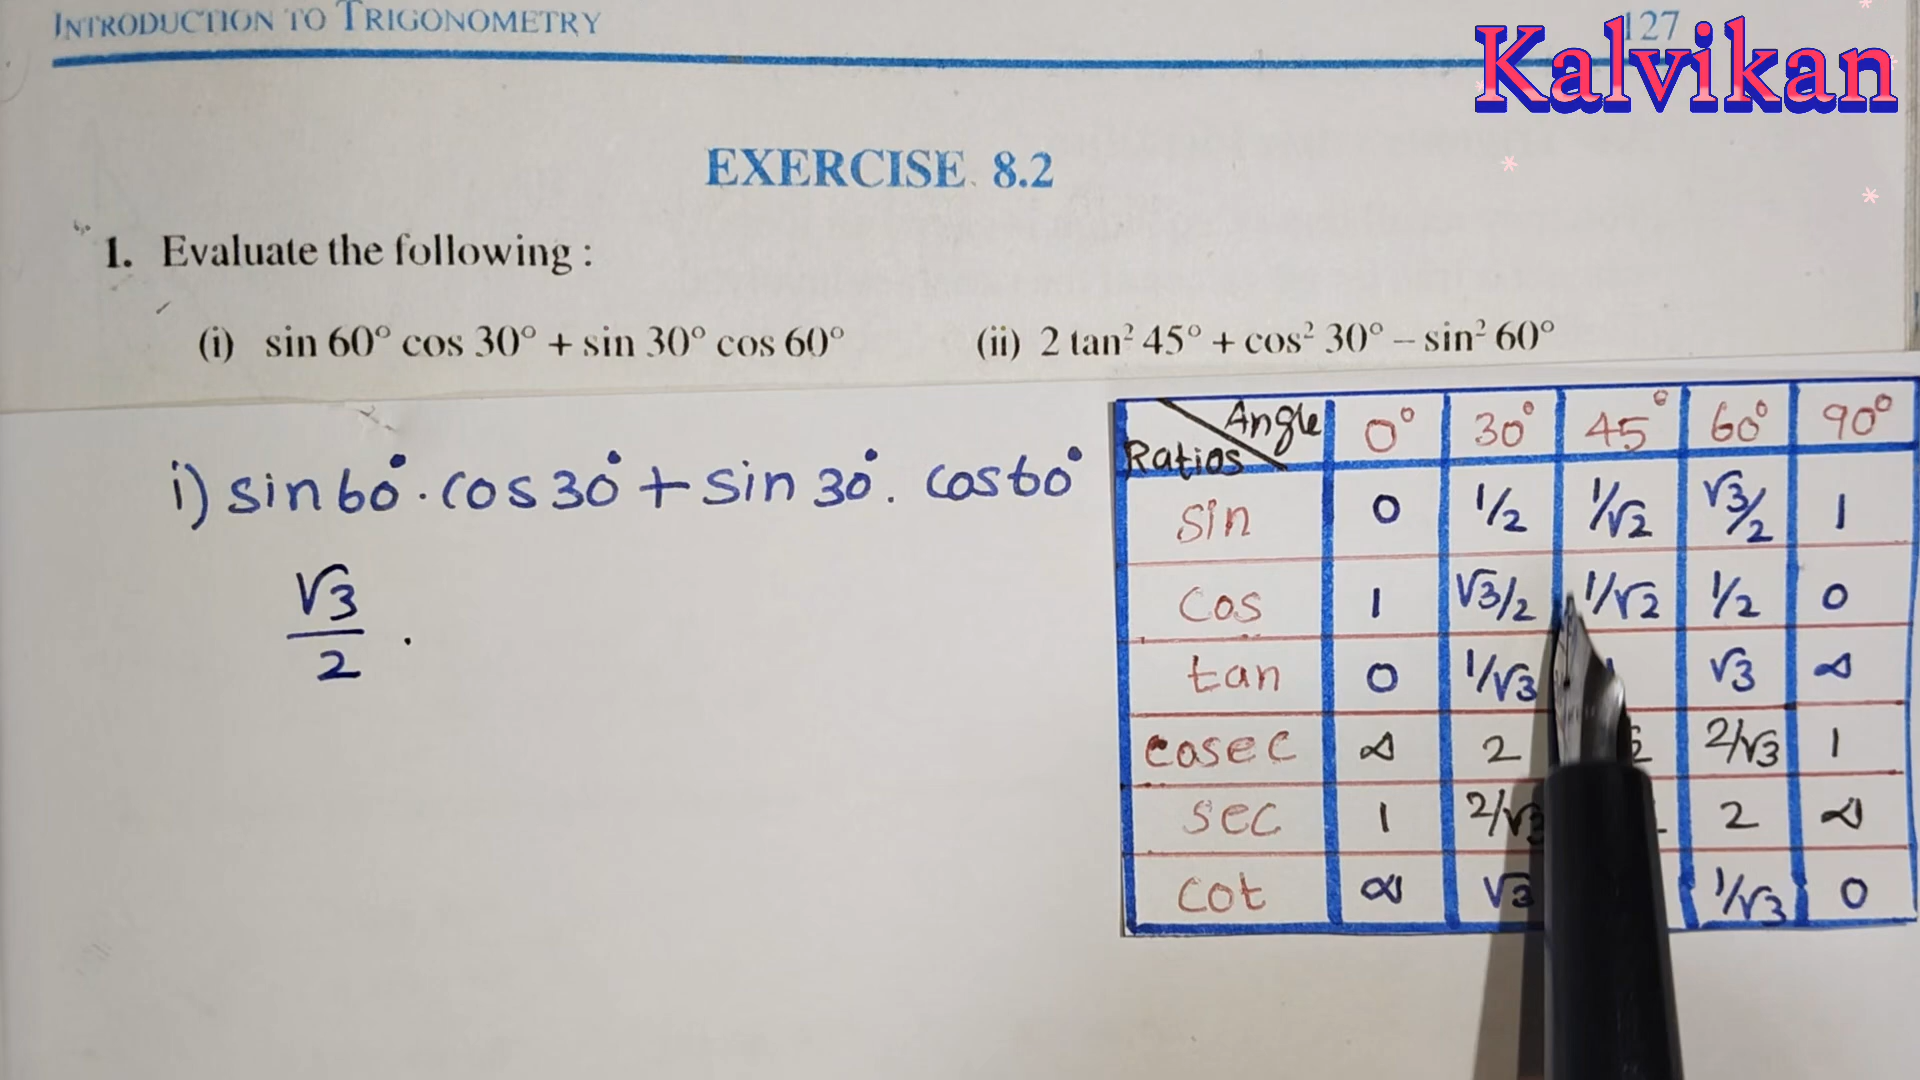 INTRODUCTION TO TRIGONOMETRY 127
Kalvikan
EXERCISE 8.2
1. Evaluate the following :
(i) sin 60° cos 30° + sin 30° cos 60° (ii) 2 tan² 45° + cos² 30° – sin² 60°
i) sin 60° . cos 30° + sin 30° . cos 60°
√3
2 .
Angle
Ratios 0° 30° 45° 60° 90°
sin 0 1/2 1/√2 √3/2 1
cos 1 √3/2 1/√2 1/2 0
tan 0 1/√3 √3 ∞
cosec ∞ 2 2/√3 1
sec 1 2/√3 2 ∞
cot ∞ √3 1/√3 0